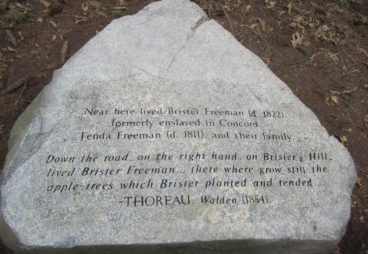 Near here lived Brister Freeman (d. 1822)
formerly enslaved in Concord,
Fenda Freeman (d. 1811), and their family...
Down the road, on the right hand, on Brister's Hill,
lived Brister Freeman... there where grow still the
apple-trees which Brister planted and tended...
-THOREAU, Walden (1854)